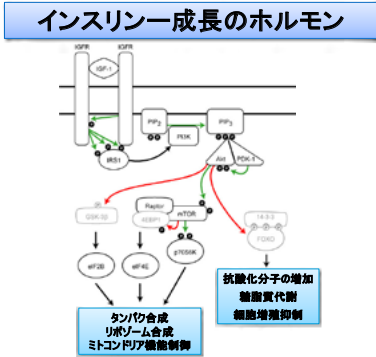 インスリン―成長のホルモン
IGFR
IGFR
IGF-1
IRS1
PIP2
PI3K
PIP3
Akt
PDK-1
GSK-3β
Raptor
mTOR
4EBP1
p70S6K
14-3-3
FOXO
eIF2B
eIF4E
抗酸化分子の増加
糖脂質代謝
細胞増殖抑制
タンパク合成
リボゾーム合成
ミトコンドリア機能制御